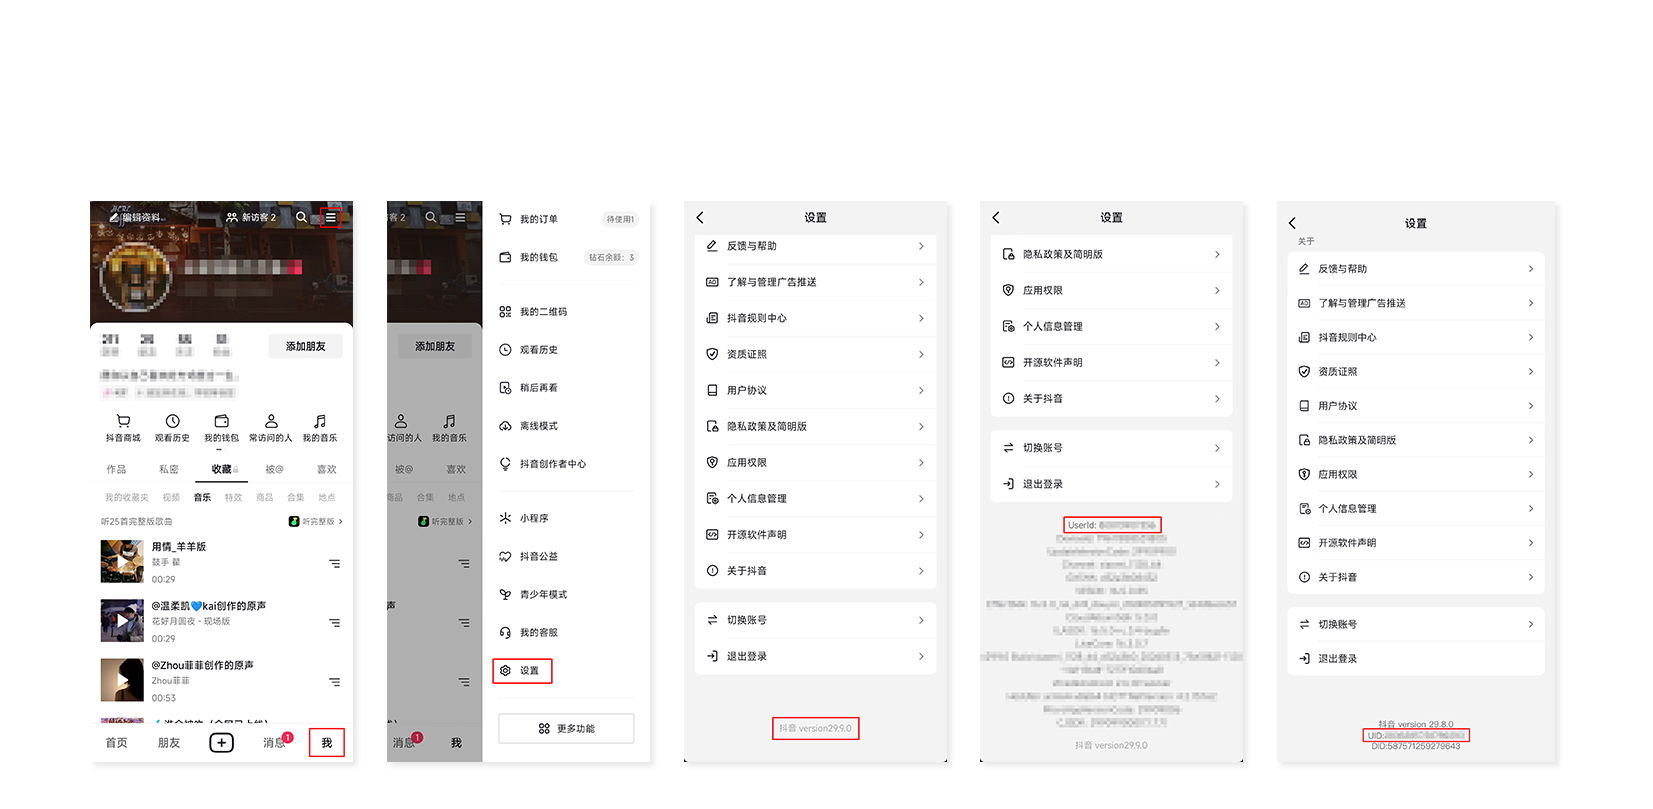 编辑资料
新访客 2
添加朋友
抖音商城
观看历史
我的钱包
常访问的人
我的音乐
作品
私密
收藏
被@
喜欢
我的收藏夹
视频
音乐
特效
商品
合集
地点
听25首完整版歌曲
听完整版 >
用情_羊羊版
鼓手 翟
00:29
@温柔凯💙kai创作的原声
花好月圆夜 - 现场版
00:29
@Zhou菲菲创作的原声
Zhou菲菲
00:53
首页
朋友
消息
1
我
客 2
添加朋友
访问的人
我的音乐
被@
喜欢
商品
合集
地点
听完整版 >
声
消息
1
我
我的订单
待使用1
我的钱包
钻石余额：3
我的二维码
观看历史
稍后再看
离线模式
抖音创作者中心
小程序
抖音公益
青少年模式
我的客服
设置
更多功能
设置
反馈与帮助
了解与管理广告推送
抖音规则中心
资质证照
用户协议
隐私政策及简明版
应用权限
个人信息管理
开源软件声明
关于抖音
切换账号
退出登录
抖音 version29.9.0
设置
隐私政策及简明版
应用权限
个人信息管理
开源软件声明
关于抖音
切换账号
退出登录
UserId:
抖音 version29.9.0
设置
关于
反馈与帮助
了解与管理广告推送
抖音规则中心
资质证照
用户协议
隐私政策及简明版
应用权限
个人信息管理
开源软件声明
关于抖音
切换账号
退出登录
抖音 version 29.8.0
UID:
DID:587571259279643